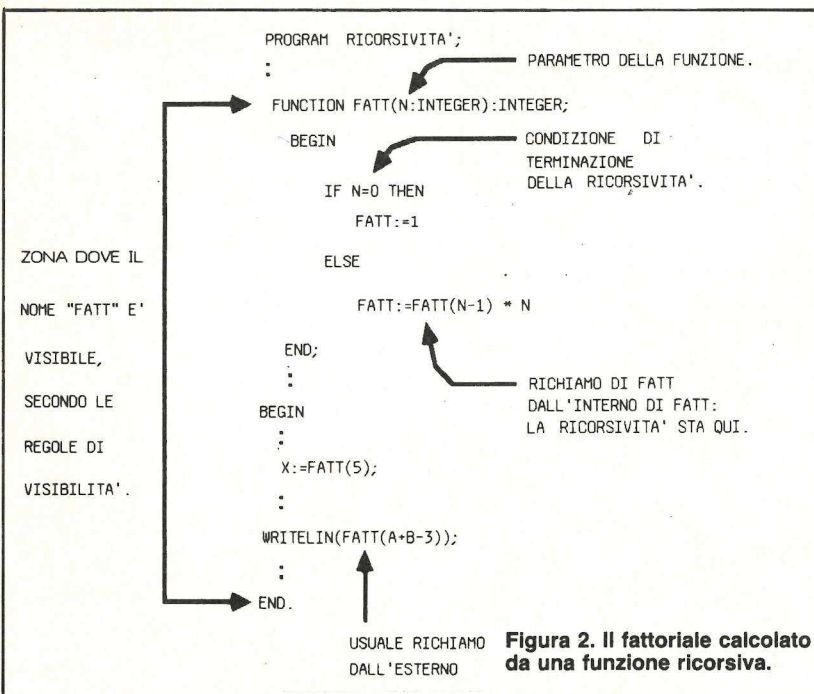 PROGRAM RICORSIVITA';
:
PARAMETRO DELLA FUNZIONE.
FUNCTION FATT(N:INTEGER):INTEGER;
BEGIN
CONDIZIONE DI
TERMINAZIONE
DELLA RICORSIVITA'.
IF N=0 THEN
FATT:=1
ELSE
FATT:=FATT(N-1) * N
ZONA DOVE IL
NOME "FATT" E'
VISIBILE,
SECONDO LE
REGOLE DI
VISIBILITA'.
END;
:
RICHIAMO DI FATT
DALL'INTERNO DI FATT:
LA RICORSIVITA' STA QUI.
BEGIN
:
X:=FATT(5);
:
WRITELIN(FATT(A+B-3));
:
END.
USUALE RICHIAMO
DALL'ESTERNO
Figura 2. Il fattoriale calcolato
da una funzione ricorsiva.